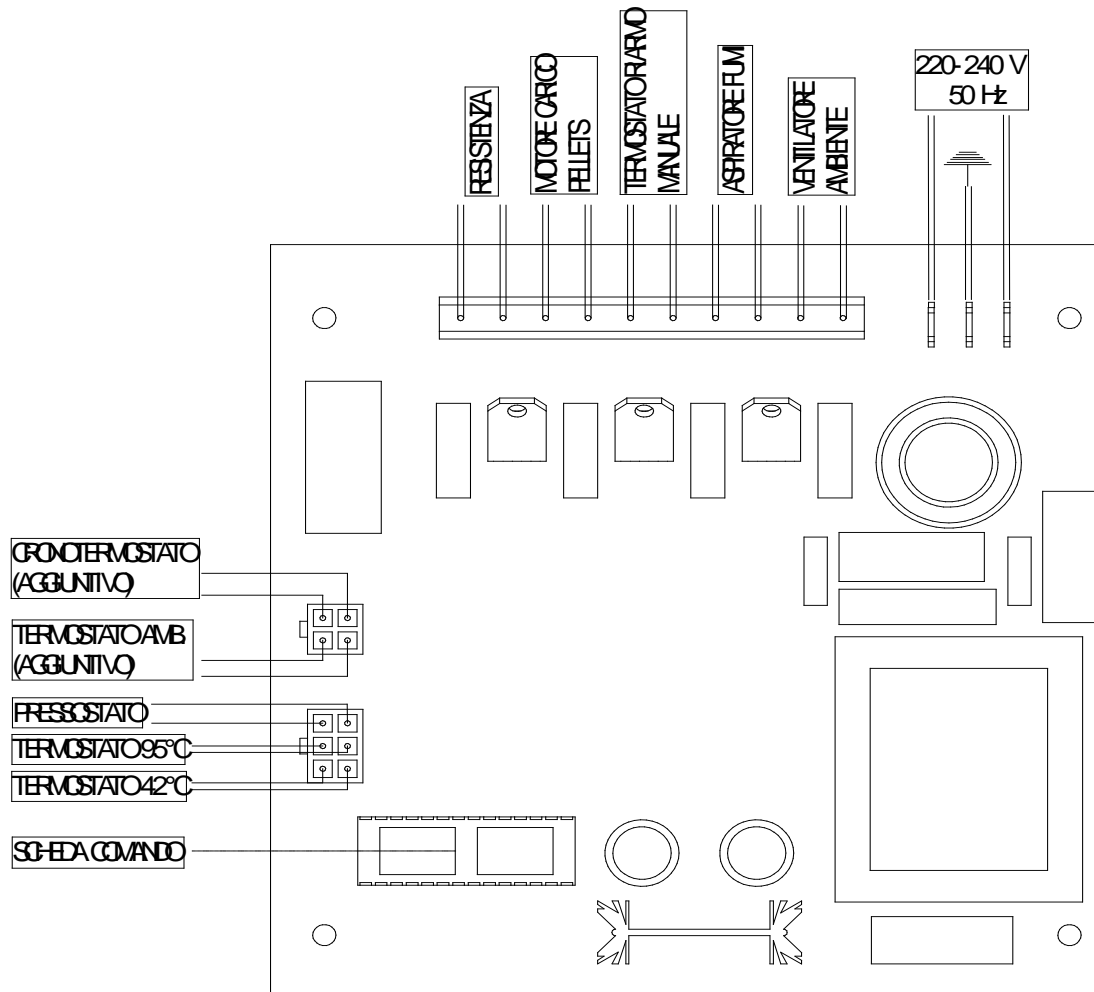 RESISTENZA
MOTORE CARICO
PELLETS
TERMOSTATO RIARMO
MANUALE
ASPIRATORE FUMI
VENTILATORE
AMBIENTE
220-240 V
50 Hz
CRONOTERMOSTATO
(AGGIUNTIVO)
TERMOSTATO AMB.
(AGGIUNTIVO)
PRESSOSTATO
TERMOSTATO 95°C
TERMOSTATO 42°C
SCHEDA COMANDO